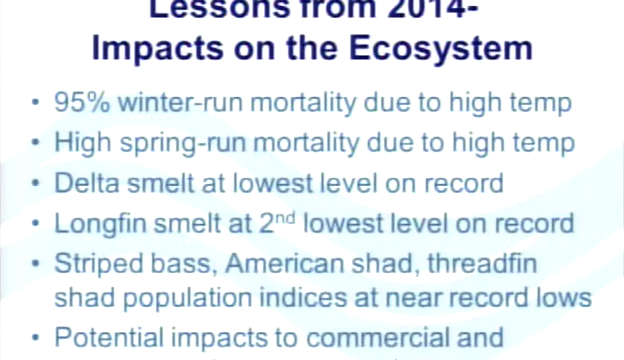 Lessons from 2014-
Impacts on the Ecosystem
• 95% winter-run mortality due to high temp
• High spring-run mortality due to high temp
• Delta smelt at lowest level on record
• Longfin smelt at 2nd lowest level on record
• Striped bass, American shad, threadfin
shad population indices at near record lows
• Potential impacts to commercial and